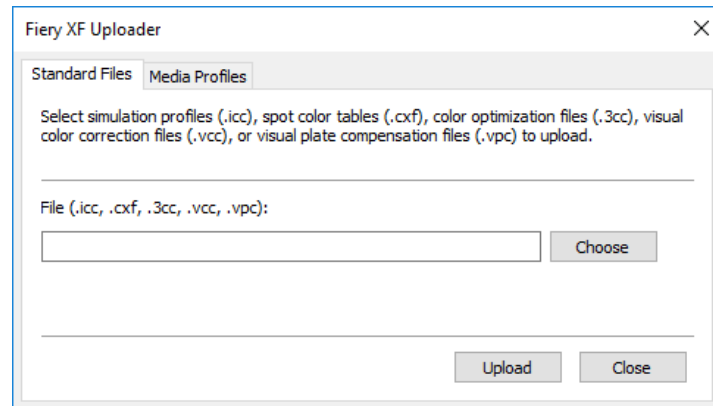 Fiery XF Uploader
Standard Files Media Profiles
Select simulation profiles (.icc), spot color tables (.cxf), color optimization files (.3cc), visual
color correction files (.vcc), or visual plate compensation files (.vpc) to upload.
File (.icc, .cxf, .3cc, .vcc, .vpc):
Choose
Upload Close